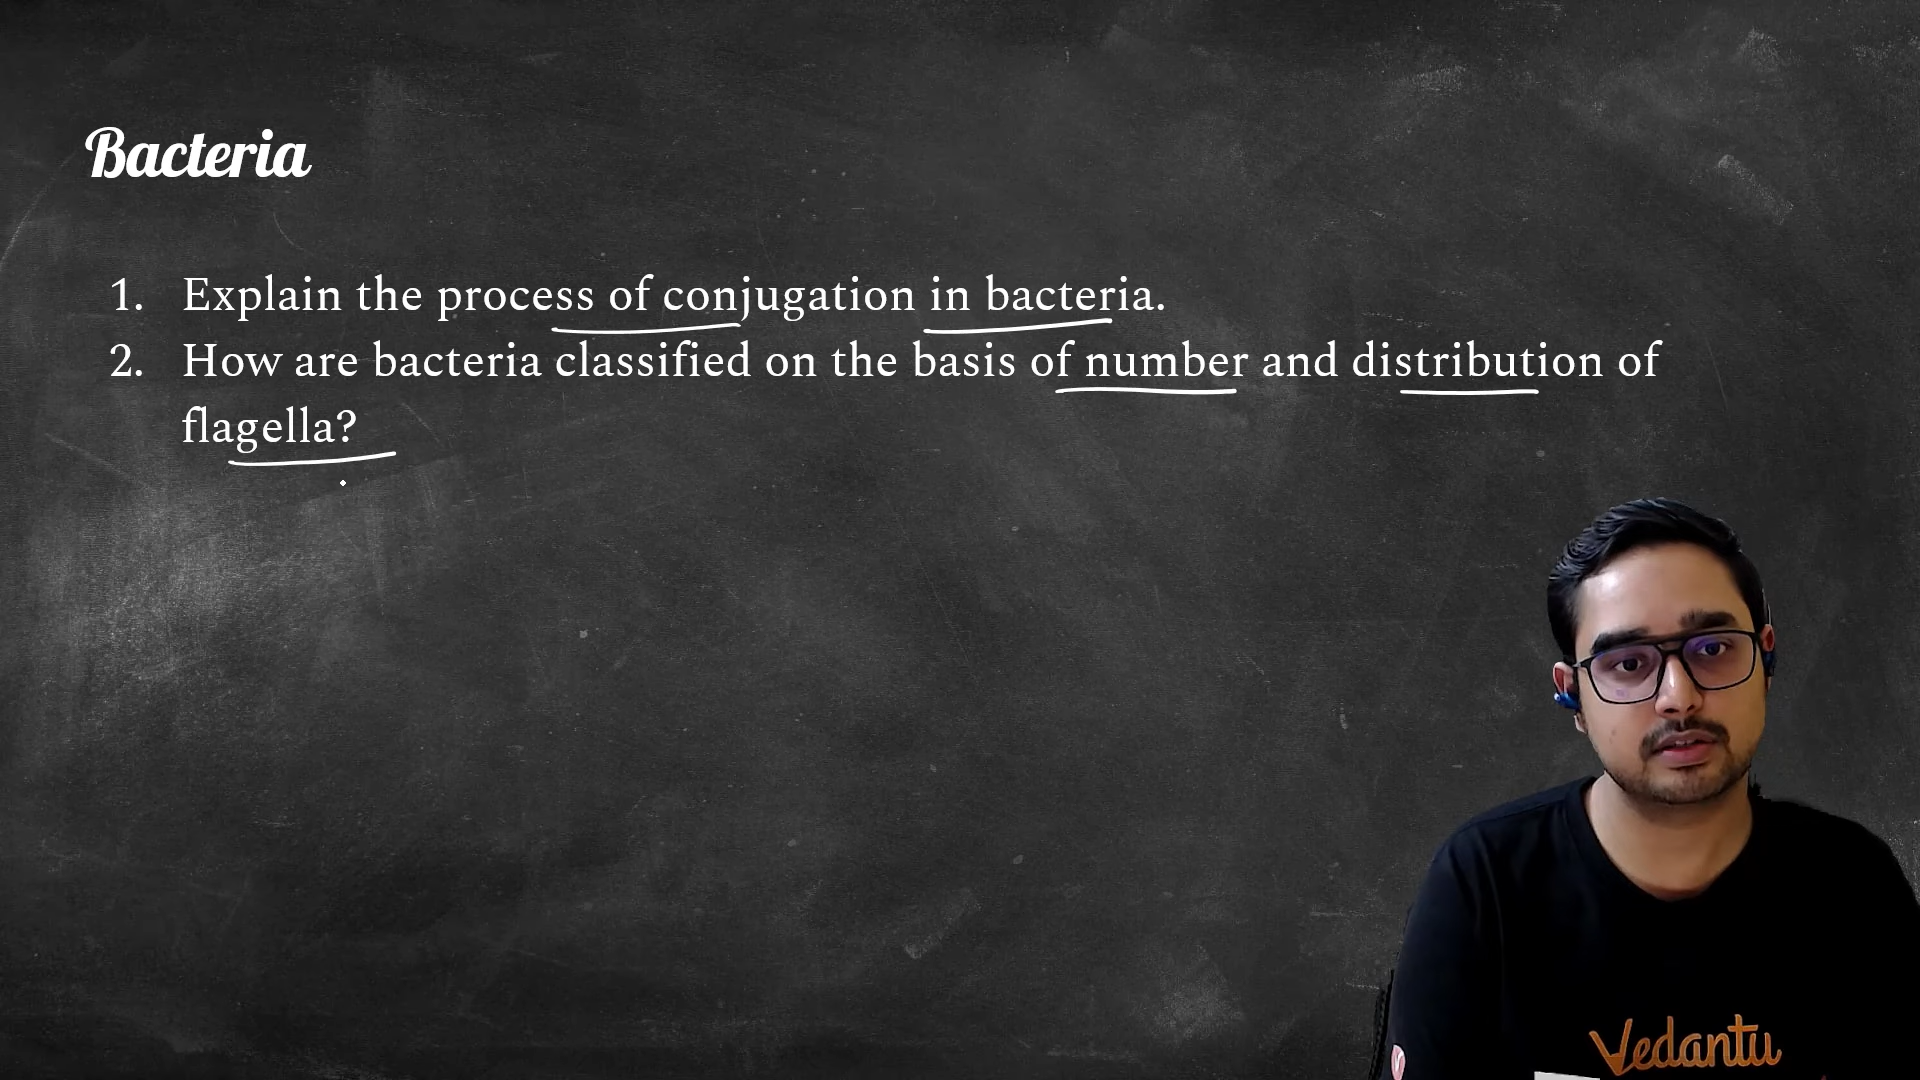 Bacteria
1. Explain the process of conjugation in bacteria.
2. How are bacteria classified on the basis of number and distribution of
flagella?
Vedantu